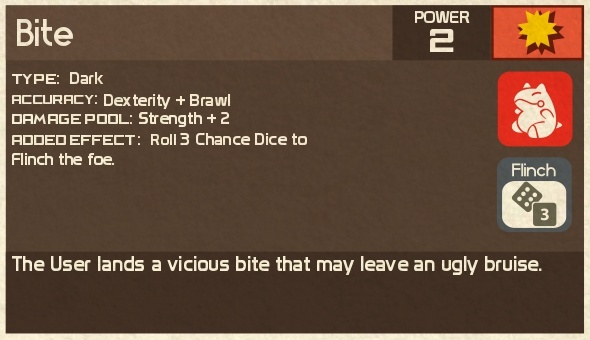 Bite
POWER
2
TYPE: Dark
ACCURACY: Dexterity + Brawl
DAMAGE POOL: Strength + 2
ADDED EFFECT: Roll 3 Chance Dice to
Flinch the foe.
Flinch
3
The User lands a vicious bite that may leave an ugly bruise.